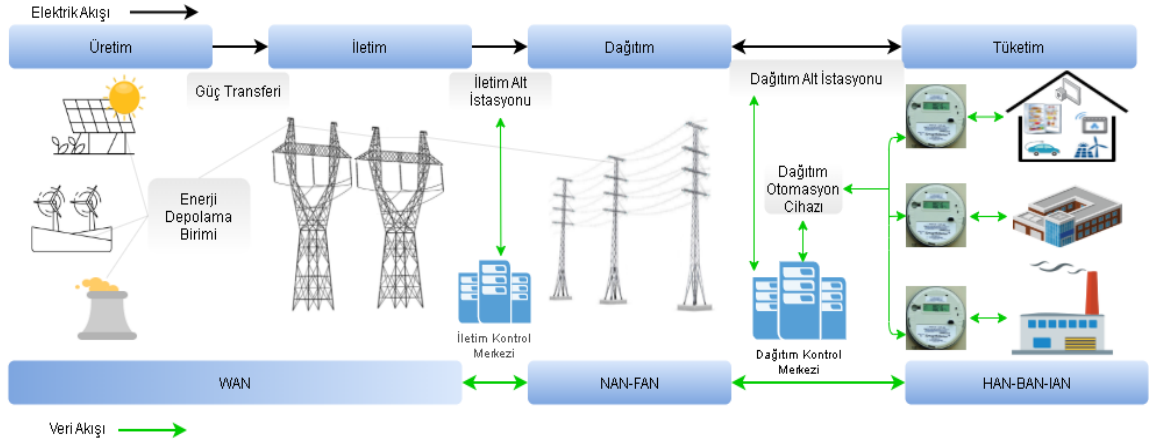 Elektrik Akışı
Üretim
İletim
Dağıtım
Tüketim
Güç Transferi
İletim Alt
İstasyonu
Dağıtım Alt İstasyonu
Enerji
Depolama
Birimi
Dağıtım
Otomasyon
Cihazı
İletim Kontrol
Merkezi
Dağıtım Kontrol
Merkezi
WAN
NAN-FAN
HAN-BAN-IAN
Veri Akışı